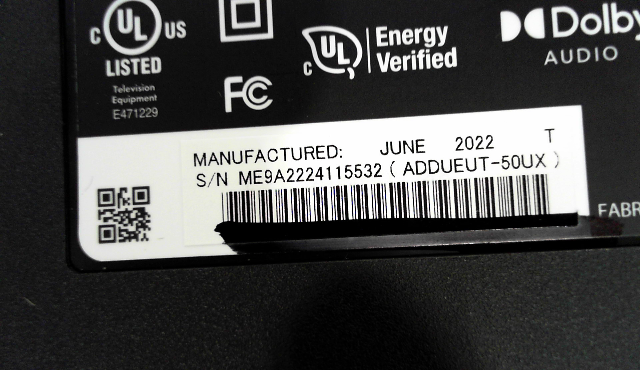 C UL US
LISTED
Television
Equipment
E471229
FC
C UL
Energy
Verified
Dolby
AUDIO
MANUFACTURED: JUNE 2022 T
S/N ME9A2224115532 ( ADDUEUT-50UX )
FABR